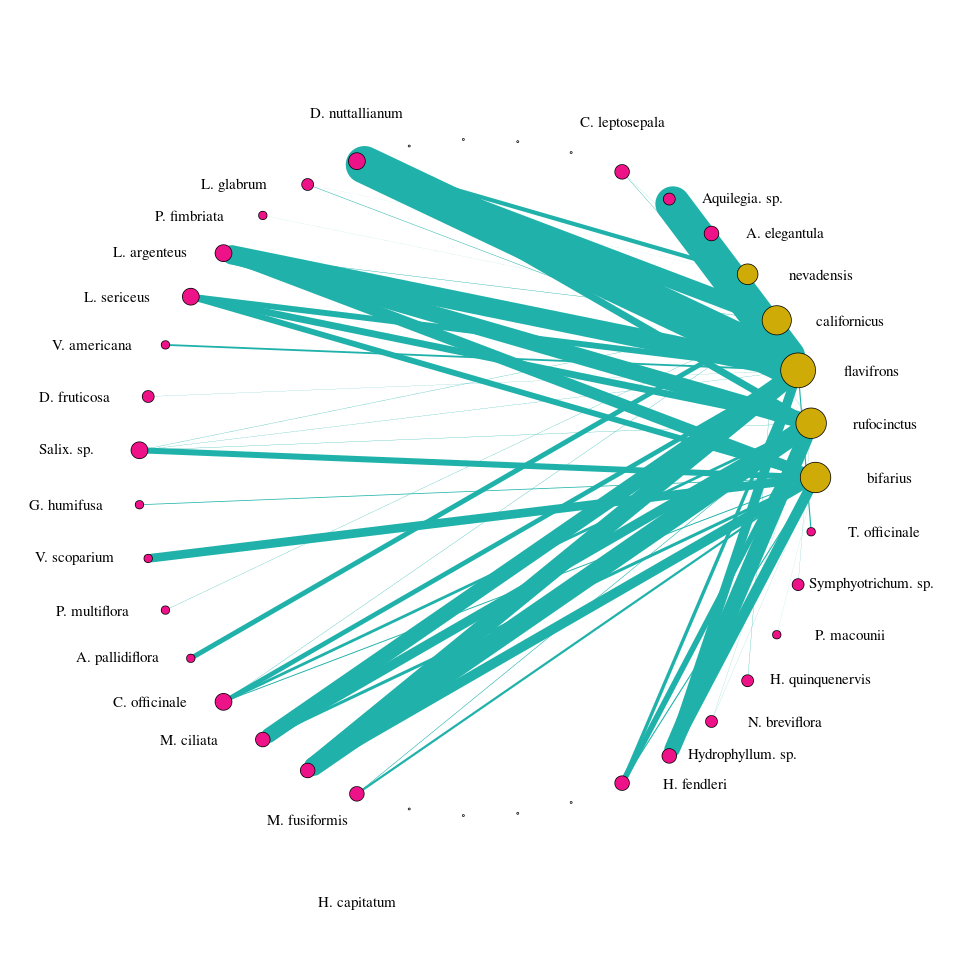 D. nuttallianum
C. leptosepala
L. glabrum
Aquilegia. sp.
P. fimbriata
A. elegantula
L. argenteus
nevadensis
L. sericeus
californicus
V. americana
flavifrons
D. fruticosa
rufocinctus
Salix. sp.
bifarius
G. humifusa
T. officinale
V. scoparium
Symphyotrichum. sp.
P. multiflora
P. macounii
A. pallidiflora
H. quinquenervis
C. officinale
N. breviflora
M. ciliata
Hydrophyllum. sp.
H. fendleri
M. fusiformis
H. capitatum